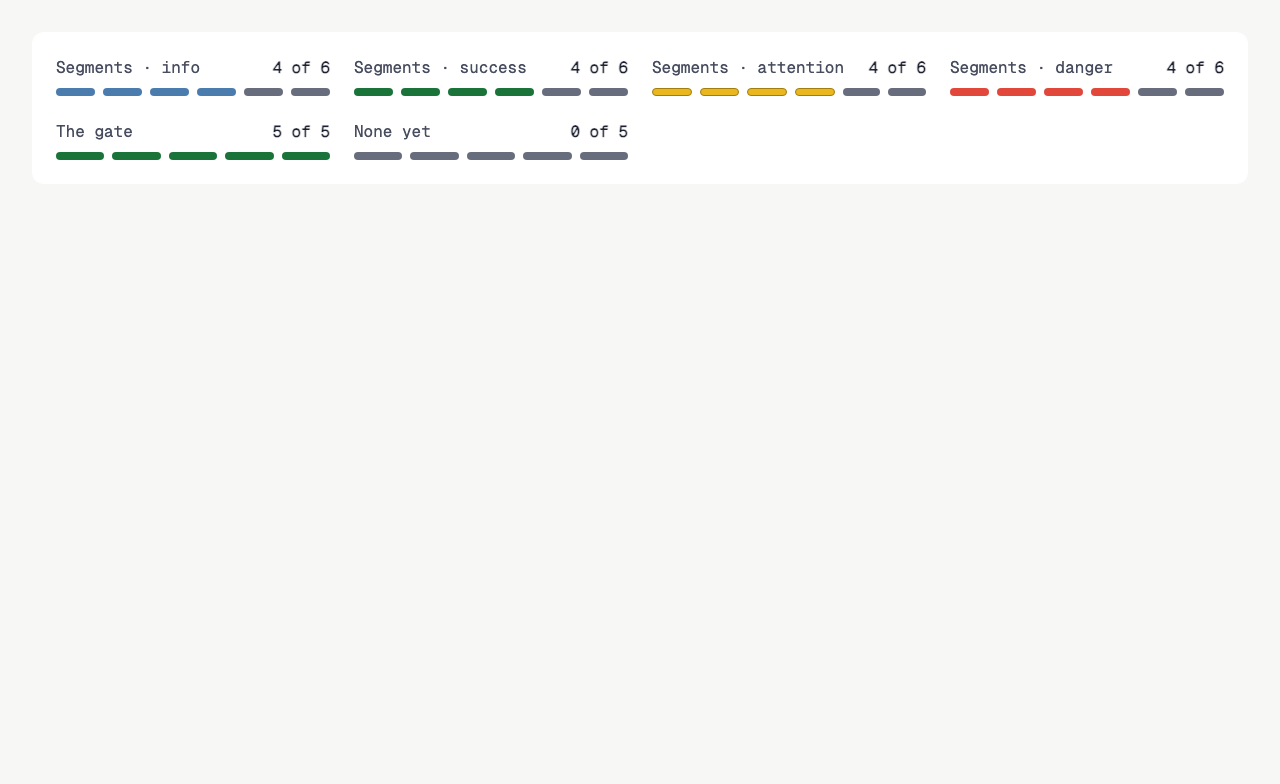 Segments · info 4 of 6
Segments · success 4 of 6
Segments · attention 4 of 6
Segments · danger 4 of 6
The gate 5 of 5
None yet 0 of 5